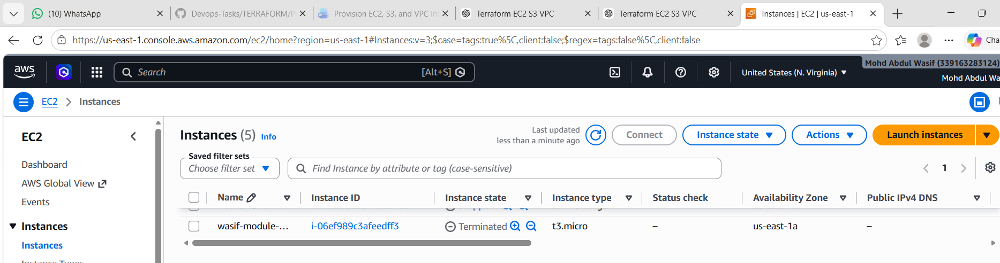 (10) WhatsApp
Devops-Tasks/TERRAFORM/P
Provision EC2, S3, and VPC In
Terraform EC2 S3 VPC
Terraform EC2 S3 VPC
Instances | EC2 | us-east-1
https://us-east-1.console.aws.amazon.com/ec2/home?region=us-east-1#Instances:v=3;$case=tags:true%5C,client:false;$regex=tags:false%5C,client:false
Cha
aws
Search
[Alt+S]
United States (N. Virginia)
Mohd Abdul Wasif (339163283124)
Mohd Abdul Wa
EC2
Instances
EC2
Dashboard
AWS Global View
Events
Instances
Instances
Instances (5)
Info
Last updated
less than a minute ago
Connect
Instance state
Actions
Launch instances
Saved filter sets
Choose filter set
Find Instance by attribute or tag (case-sensitive)
1
Name
Instance ID
Instance state
Instance type
Status check
Availability Zone
Public IPv4 DNS
wasif-module-...
i-06ef989c3afeedff3
Terminated
t3.micro
–
us-east-1a
–